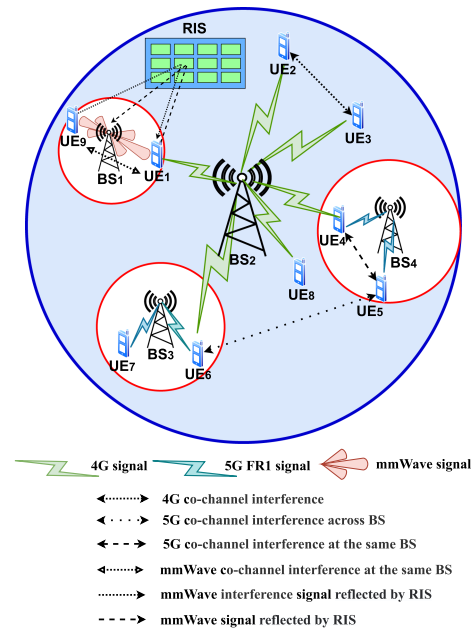 RIS
UE2
UE3
UE9
UE1
BS1
BS2
UE4
BS4
UE8
UE5
BS3
UE7
UE6
4G signal
5G FR1 signal
mmWave signal
4G co-channel interference
5G co-channel interference across BS
5G co-channel interference at the same BS
mmWave co-channel interference at the same BS
mmWave interference signal reflected by RIS
mmWave signal reflected by RIS